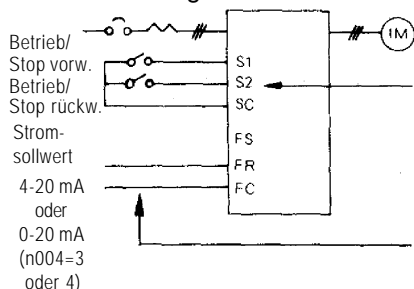 Betrieb/
Stop vorw.
Betrieb/
Stop rückw.
Strom-
sollwert
4-20 mA
oder
0-20 mA
(n004=3
oder 4)
S1
S2
SC
FS
FR
FC
IM